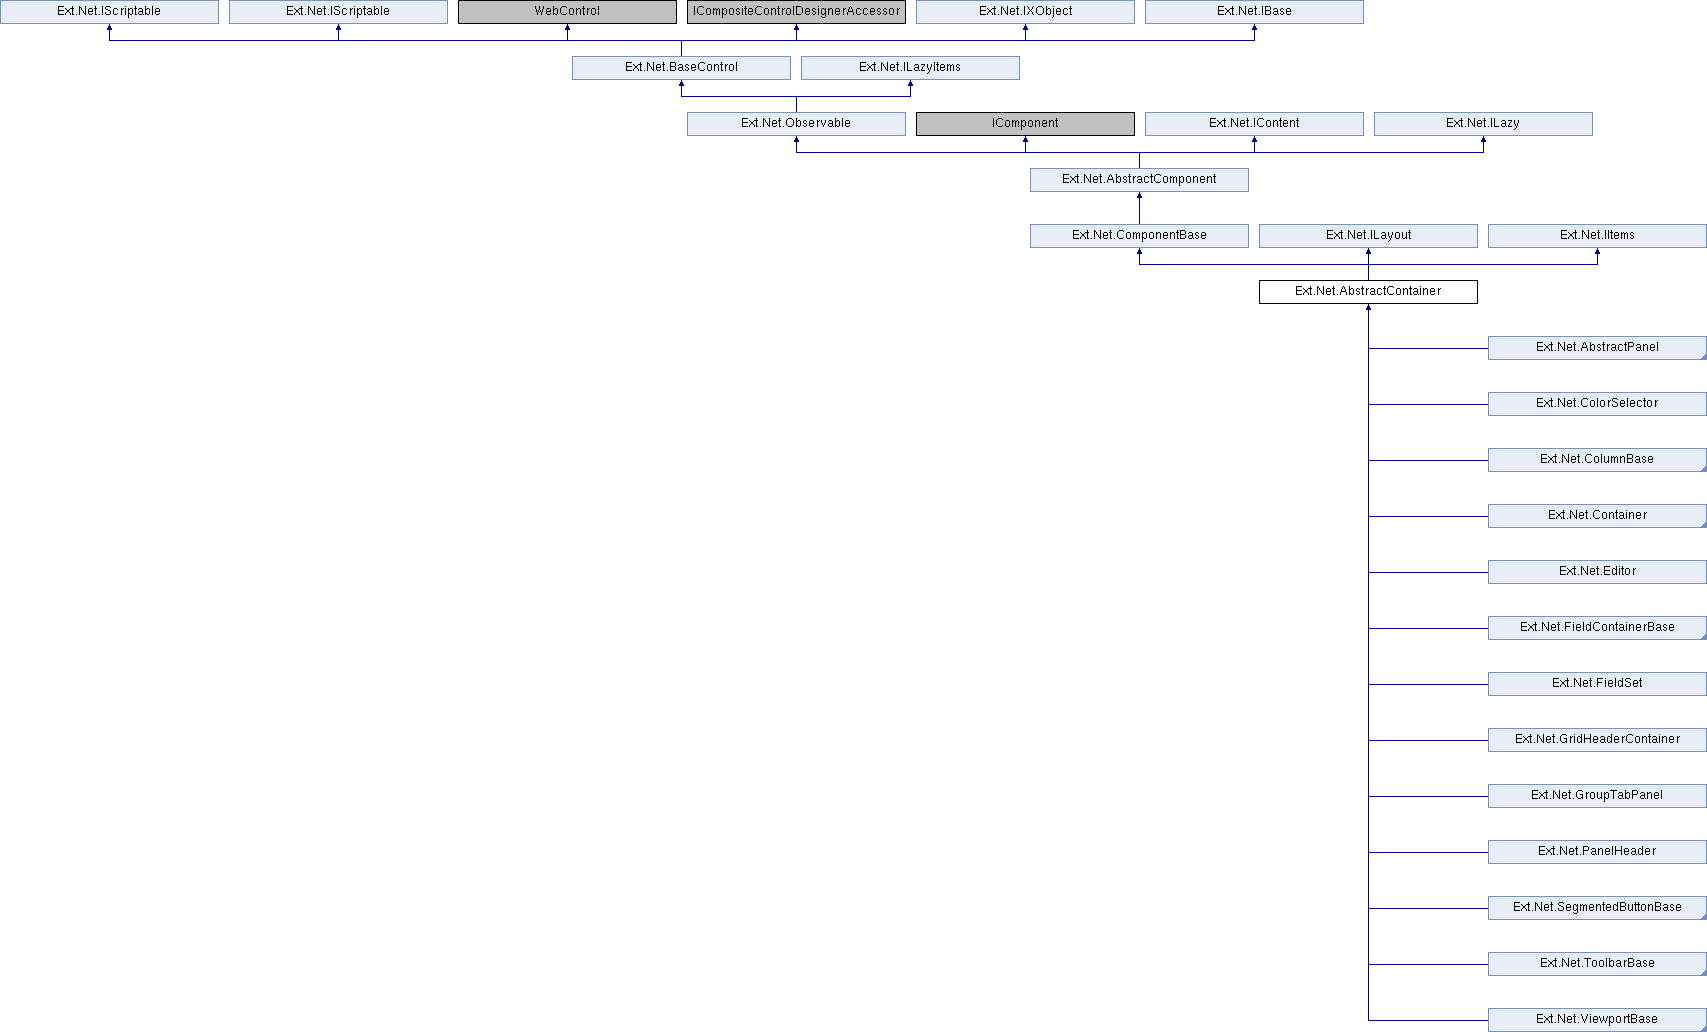 Ext.Net.IScriptable
Ext.Net.IScriptable
WebControl
ICompositeControlDesignerAccessor
Ext.Net.IXObject
Ext.Net.IBase
Ext.Net.BaseControl
Ext.Net.ILazyItems
Ext.Net.Observable
IComponent
Ext.Net.IContent
Ext.Net.ILazy
Ext.Net.AbstractComponent
Ext.Net.ComponentBase
Ext.Net.ILayout
Ext.Net.IItems
Ext.Net.AbstractContainer
Ext.Net.AbstractPanel
Ext.Net.ColorSelector
Ext.Net.ColumnBase
Ext.Net.Container
Ext.Net.Editor
Ext.Net.FieldContainerBase
Ext.Net.FieldSet
Ext.Net.GridHeaderContainer
Ext.Net.GroupTabPanel
Ext.Net.PanelHeader
Ext.Net.SegmentedButtonBase
Ext.Net.ToolbarBase
Ext.Net.ViewportBase